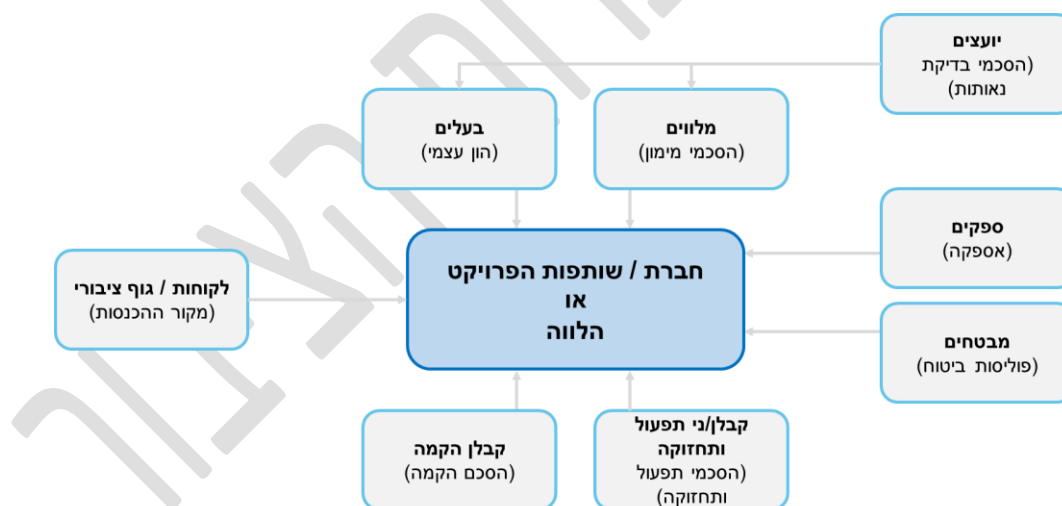 יועצים
(הסכמי בדיקת
נאותות)
מלווים
(הסכמי מימון)
בעלים
(הון עצמי)
ספקים
(אספקה)
חברת / שותפות הפרויקט
או
הלווה
לקוחות / גוף ציבורי
(מקור ההכנסות)
מבטחים
(פוליסות ביטוח)
קבלן/ני תפעול
ותחזוקה
(הסכמי תפעול
ותחזוקה)
קבלן הקמה
(הסכם הקמה)